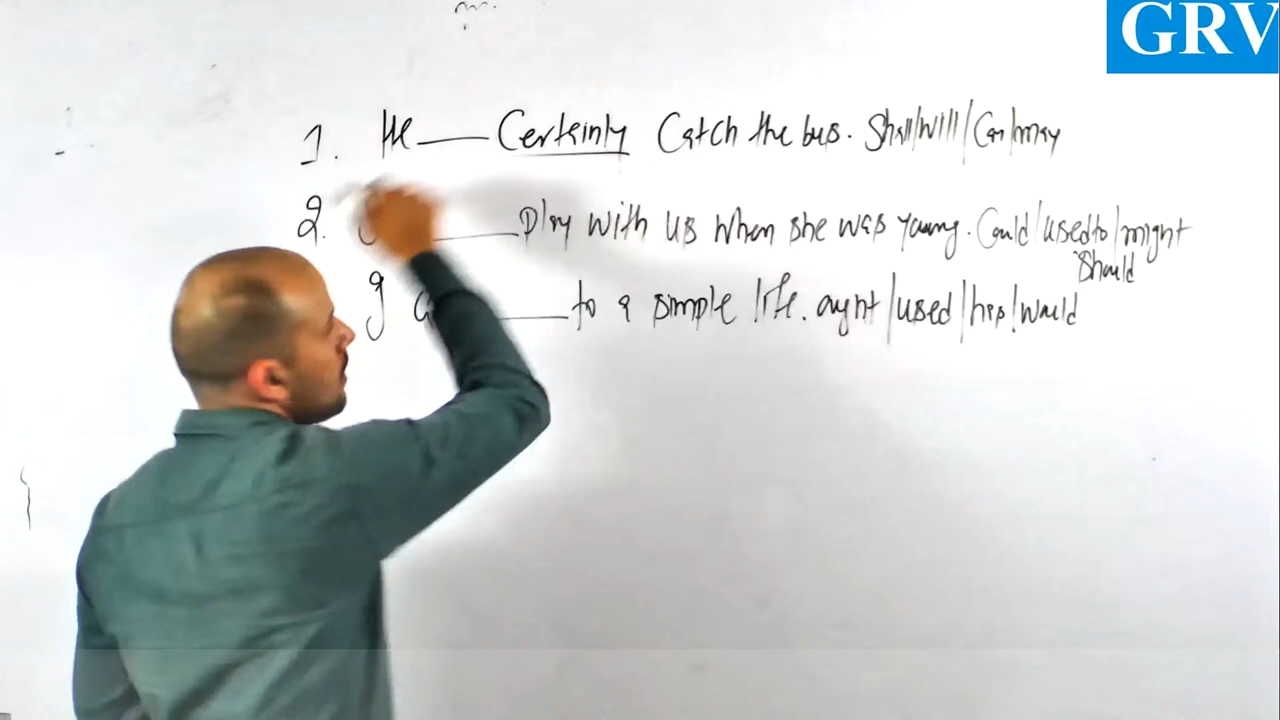 GRV
1. He ____ Certainly Catch the bus. Shall/will/Can/may
2. ____ Play with us when she was young. Could/used to/might
should
____ to a simple life. ought/used/has/would